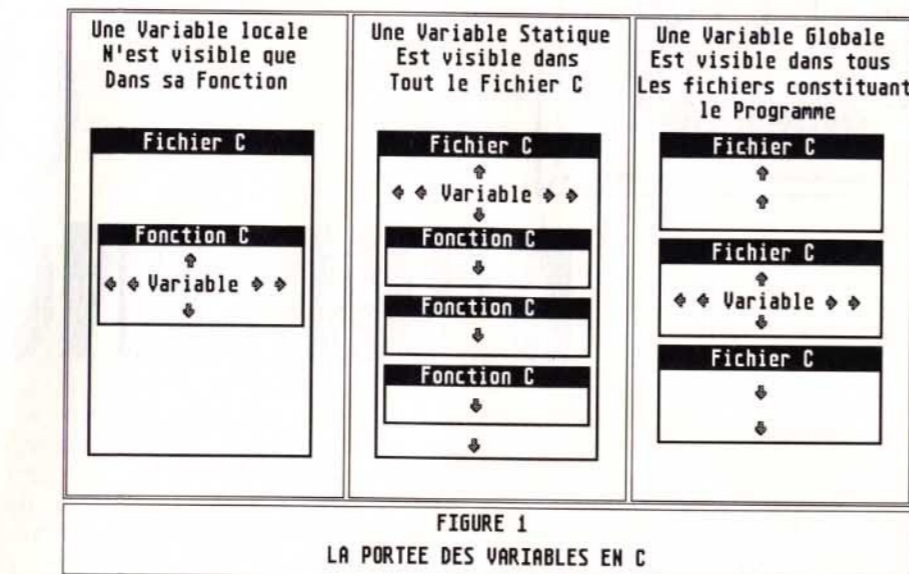 Une Variable locale
N'est visible que
Dans sa Fonction
Fichier C
Fonction C
Variable
Une Variable Statique
Est visible dans
Tout le Fichier C
Fichier C
Variable
Fonction C
Fonction C
Fonction C
Une Variable Globale
Est visible dans tous
Les fichiers constituant
le Programme
Fichier C
Fichier C
Variable
Fichier C
FIGURE 1
LA PORTEE DES VARIABLES EN C